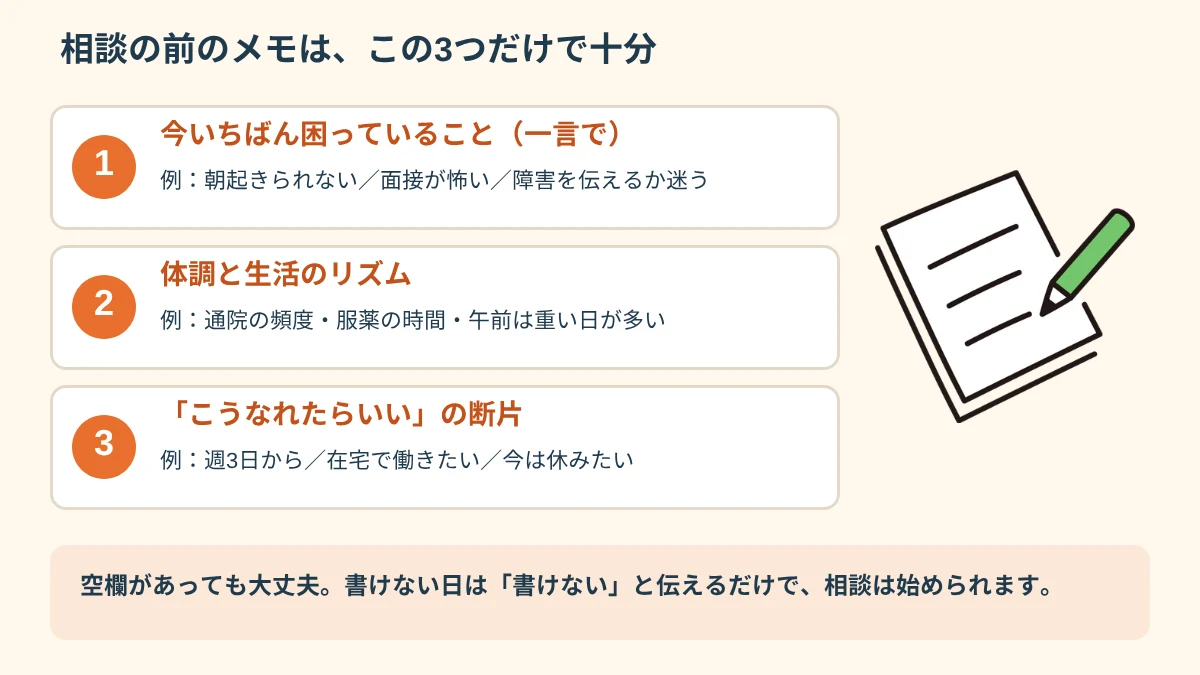 相談の前のメモは、この3つだけで十分
1
今いちばん困っていること（一言で）
例：朝起きられない／面接が怖い／障害を伝えるか迷う
2
体調と生活のリズム
例：通院の頻度・服薬の時間・午前は重い日が多い
3
「こうなれたらいい」の断片
例：週3日から／在宅で働きたい／今は休みたい
空欄があっても大丈夫。書けない日は「書けない」と伝えるだけで、相談は始められます。